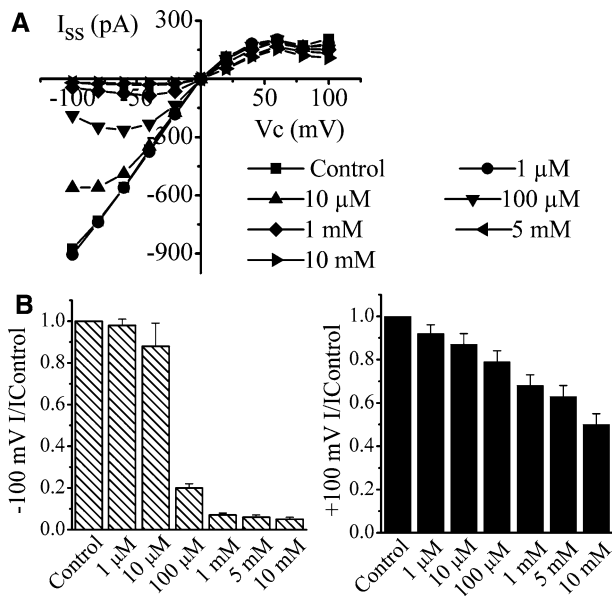 A
I_SS (pA)
300
-100
-50
0
50
100
Vc (mV)
-300
-600
-900
Control
1 µM
10 µM
100 µM
1 mM
5 mM
10 mM
B
-100 mV I/IControl
1.0
0.8
0.6
0.4
0.2
0.0
Control
1 µM
10 µM
100 µM
1 mM
5 mM
10 mM
+100 mV I/IControl
1.0
0.8
0.6
0.4
0.2
0.0
Control
1 µM
10 µM
100 µM
1 mM
5 mM
10 mM